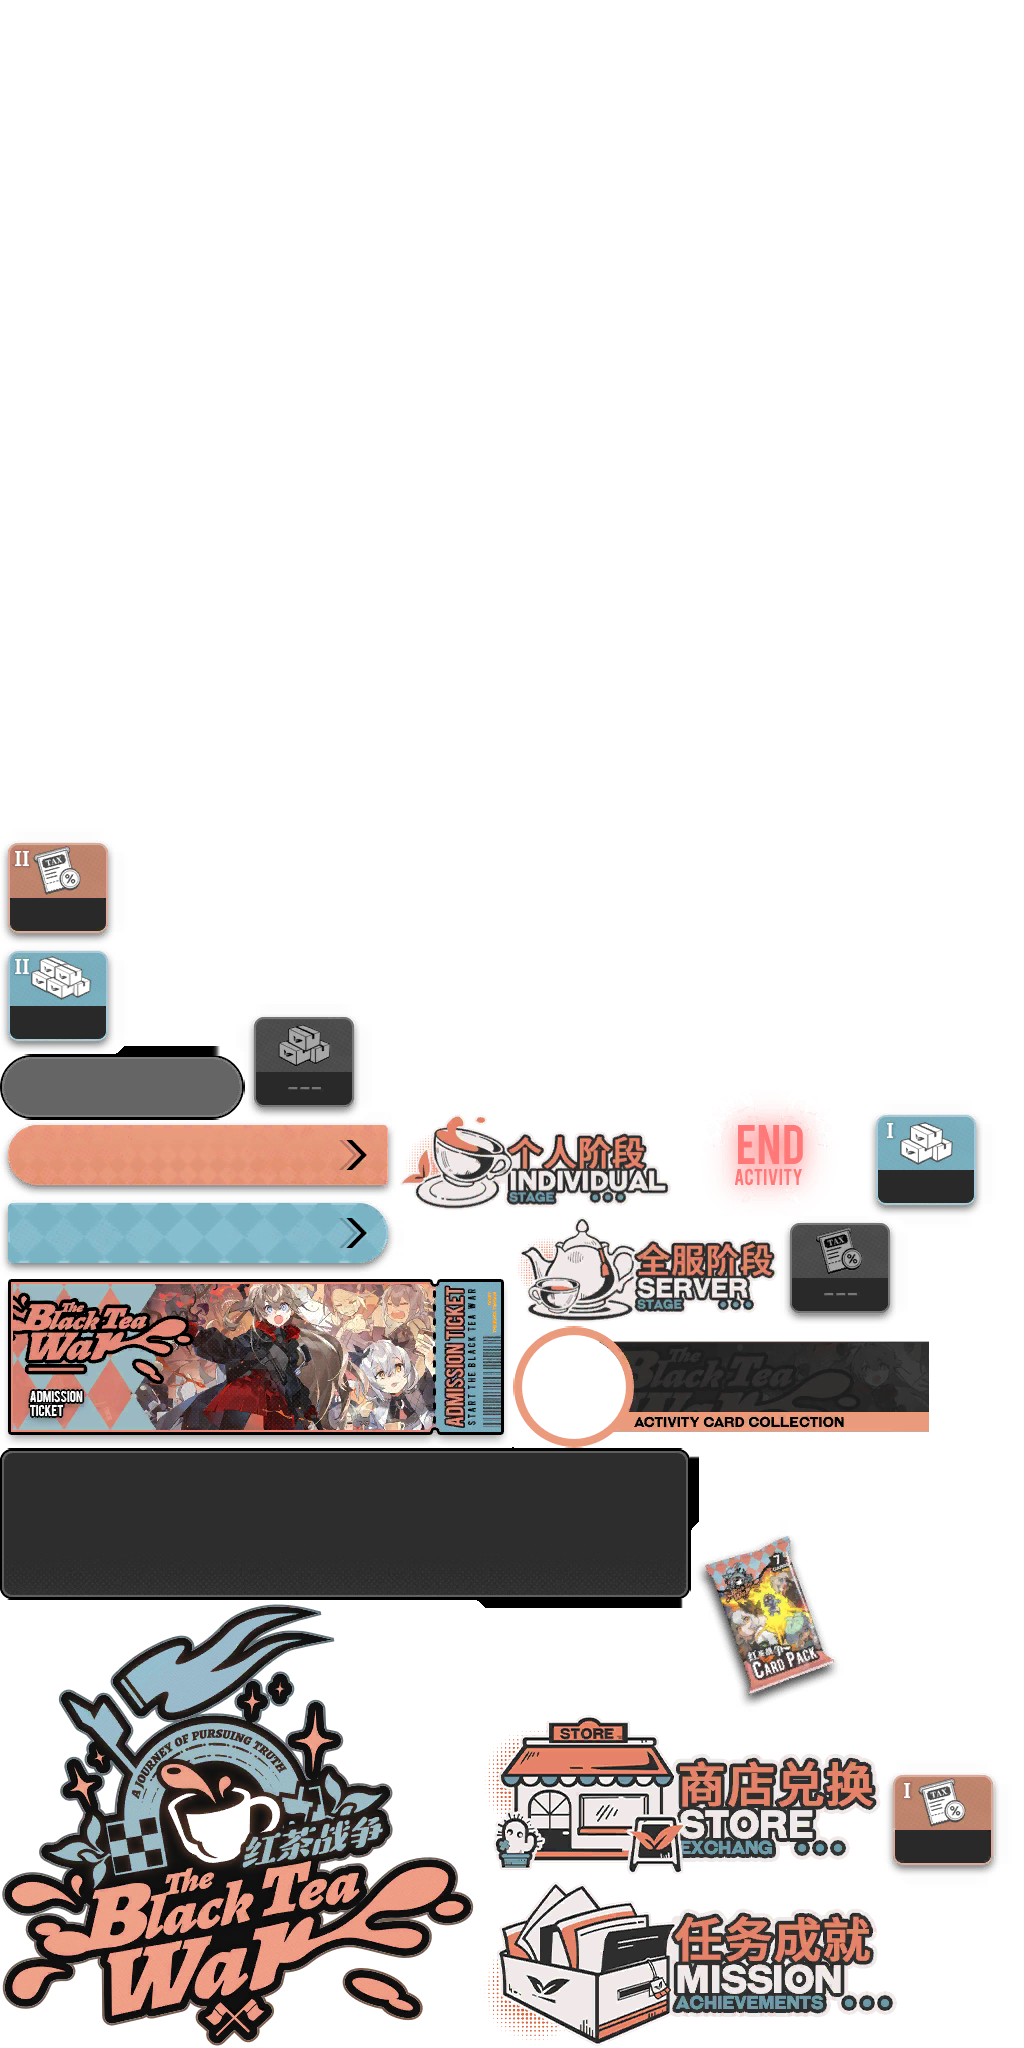 II
TAX
%
II
个人阶段
INDIVIDUAL
STAGE
END
ACTIVITY
I
全服阶段
SERVER
STAGE
TAX
%
The
Black Tea
War
ADMISSION
TICKET
ADMISSION TICKET
START THE BLACK TEA WAR
The
Black Tea
War
ACTIVITY CARD COLLECTION
7
红茶战争
CARD PACK
A JOURNEY OF PURSUING TRUTH
紅茶战争
The
Black Tea
War
STORE
商店兑换
STORE
EXCHANG
I
TAX
%
任务成就
MISSION
ACHIEVEMENTS